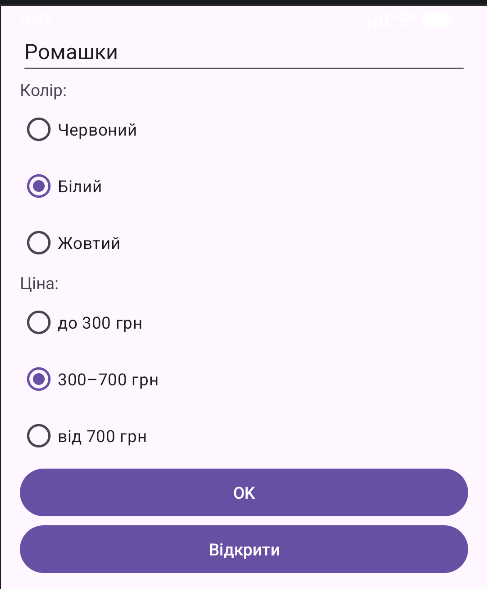 Ромашки
Колір:
Червоний
Білий
Жовтий
Ціна:
до 300 грн
300–700 грн
від 700 грн
OK
Відкрити